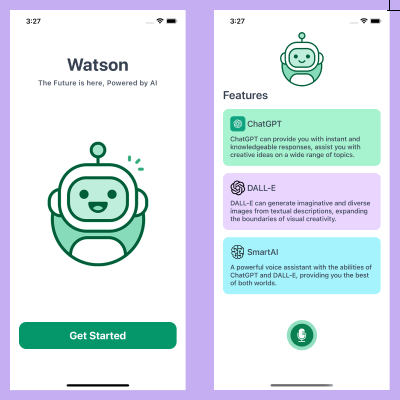 3:27
Watson
The Future is here, Powered by AI
Get Started
3:27
Features
ChatGPT
ChatGPT can provide you with instant and
knowledgeable responses, assist you with
creative ideas on a wide range of topics.
DALL-E
DALL-E can generate imaginative and diverse
images from textual descriptions, expanding
the boundaries of visual creativity.
SmartAI
A powerful voice assistant with the abilities of
ChatGPT and DALL-E, providing you the best
of both worlds.